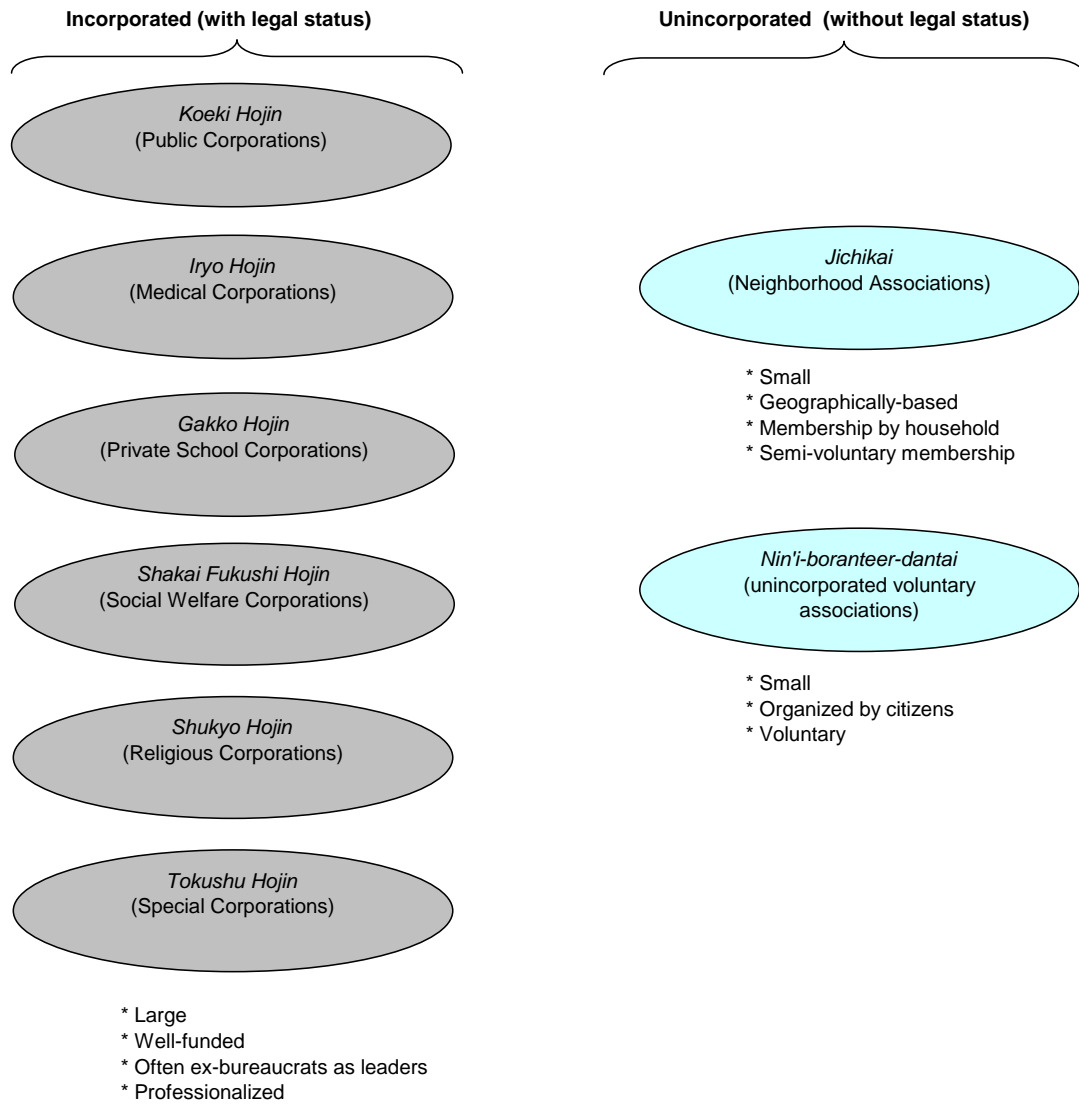 Incorporated (with legal status)
Koeki Hojin
(Public Corporations)
Iryo Hojin
(Medical Corporations)
Gakko Hojin
(Private School Corporations)
Shakai Fukushi Hojin
(Social Welfare Corporations)
Shukyo Hojin
(Religious Corporations)
Tokushu Hojin
(Special Corporations)
* Large
* Well-funded
* Often ex-bureaucrats as leaders
* Professionalized
Unincorporated  (without legal status)
Jichikai
(Neighborhood Associations)
* Small
* Geographically-based
* Membership by household
* Semi-voluntary membership
Nin'i-boranteer-dantai
(unincorporated voluntary
associations)
* Small
* Organized by citizens
* Voluntary